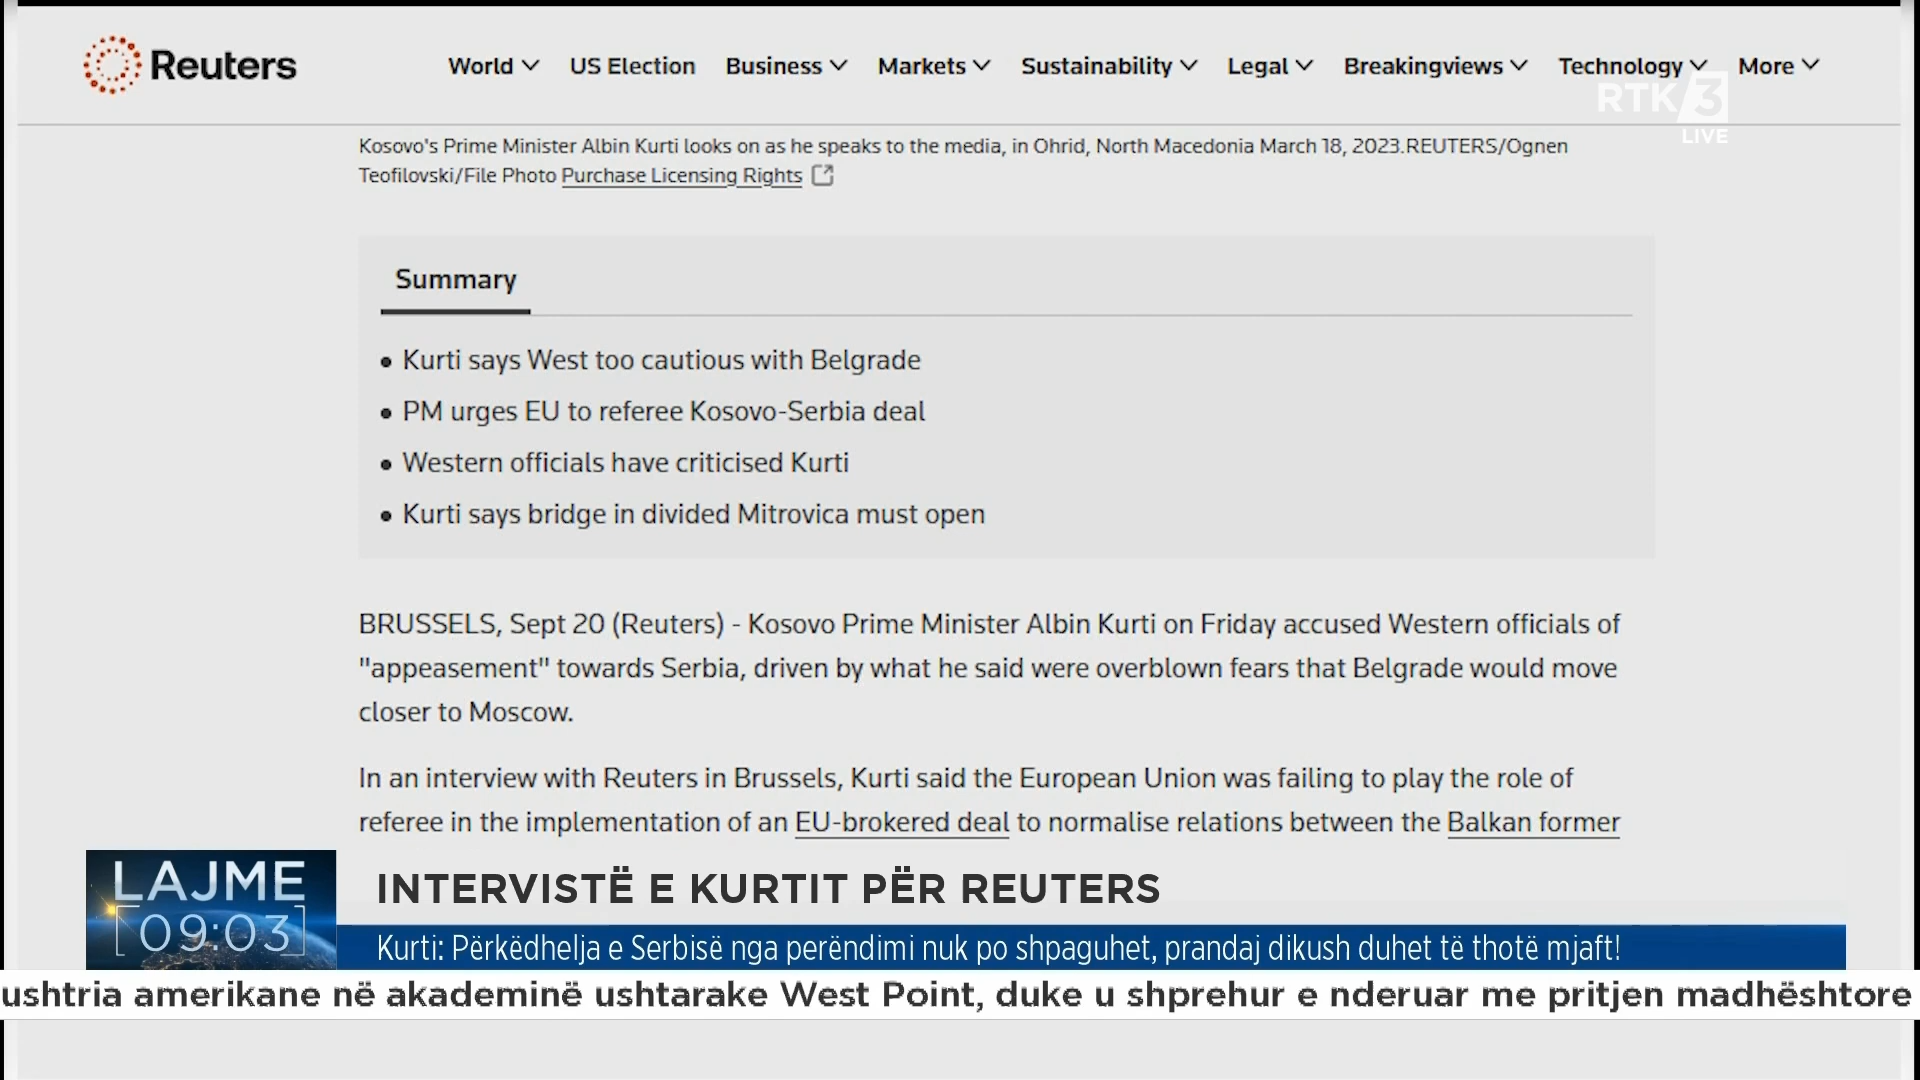 Reuters
World US Election Business Markets Sustainability Legal Breakingviews Technology More
RTK 3
LIVE
Kosovo's Prime Minister Albin Kurti looks on as he speaks to the media, in Ohrid, North Macedonia March 18, 2023.REUTERS/Ognen
Teofilovski/File Photo Purchase Licensing Rights
Summary
• Kurti says West too cautious with Belgrade
• PM urges EU to referee Kosovo-Serbia deal
• Western officials have criticised Kurti
• Kurti says bridge in divided Mitrovica must open
BRUSSELS, Sept 20 (Reuters) - Kosovo Prime Minister Albin Kurti on Friday accused Western officials of
"appeasement" towards Serbia, driven by what he said were overblown fears that Belgrade would move
closer to Moscow.
In an interview with Reuters in Brussels, Kurti said the European Union was failing to play the role of
referee in the implementation of an EU-brokered deal to normalise relations between the Balkan former
LAJME
[09:03]
INTERVISTË E KURTIT PËR REUTERS
Kurti: Përkëdhelja e Serbisë nga perëndimi nuk po shpaguhet, prandaj dikush duhet të thotë mjaft!
ushtria amerikane në akademinë ushtarake West Point, duke u shprehur e nderuar me pritjen madhështore